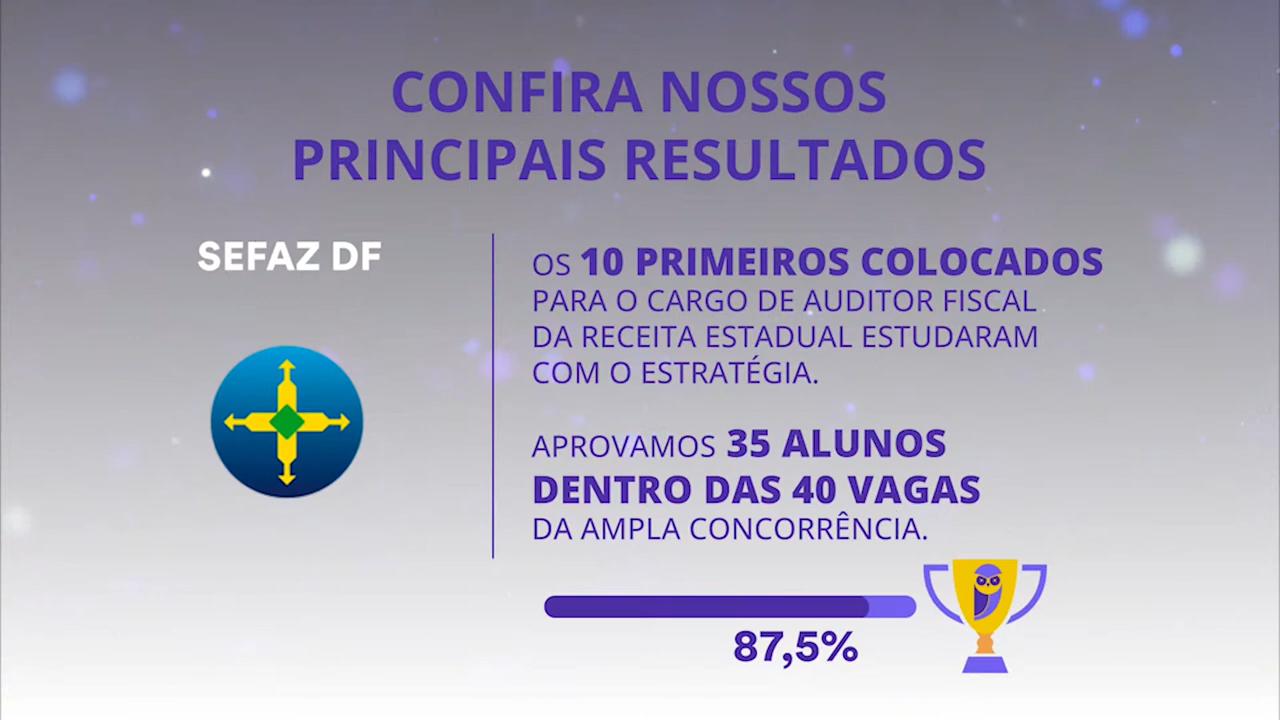 CONFIRA NOSSOS
PRINCIPAIS RESULTADOS
SEFAZ DF
OS 10 PRIMEIROS COLOCADOS
PARA O CARGO DE AUDITOR FISCAL
DA RECEITA ESTADUAL ESTUDARAM
COM O ESTRATÉGIA.
APROVAMOS 35 ALUNOS
DENTRO DAS 40 VAGAS
DA AMPLA CONCORRÊNCIA.
87,5%